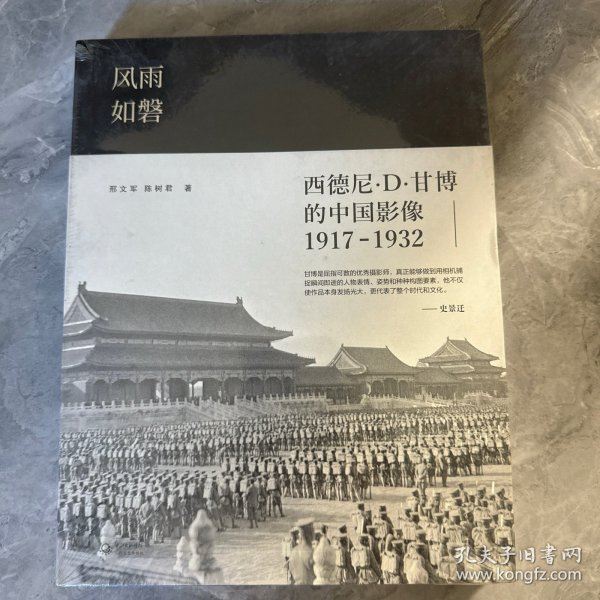 风雨
如磐
邢文军 陈树君 著
西德尼·D·甘博
的中国影像
1917-1932
甘博是屈指可数的优秀摄影师，真正能够做到用相机捕
捉瞬间即逝的人物表情、姿势和种种构图要素，他不仅
使作品本身发扬光大，更代表了整个时代和文化。
——史景迁
孔夫子旧书网
www.kongfz.com